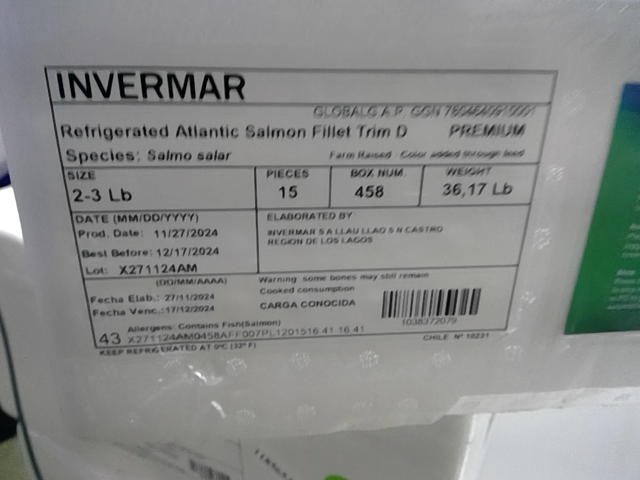 INVERMAR
GLOBALG.A.P. GGN
Refrigerated Atlantic Salmon Fillet Trim D PREMIUM
Species: Salmo salar Farm Raised - Color added through feed
SIZE PIECES BOX NUM. WEIGHT
2-3 Lb 15 458 36,17 Lb
DATE (MM/DD/YYYY) ELABORATED BY
Prod. Date: 11/27/2024 INVERMAR S A LLAU LLAO S N CASTRO
REGION DE LOS LAGOS
Best Before: 12/17/2024
Lot: X271124AM
(DD/MM/AAAA) Warning: some bones may still remain
Cooked consumption
Fecha Elab.: 27/11/2024 CARGA CONOCIDA
Fecha Venc.: 17/12/2024
1038372079
Allergens: Contains Fish(Salmon)
43 X271124AM0458AFF007PL1201516.41 16.41 CHILE Nº 10231
KEEP REFRIGERATED AT 0ºC (32º F)